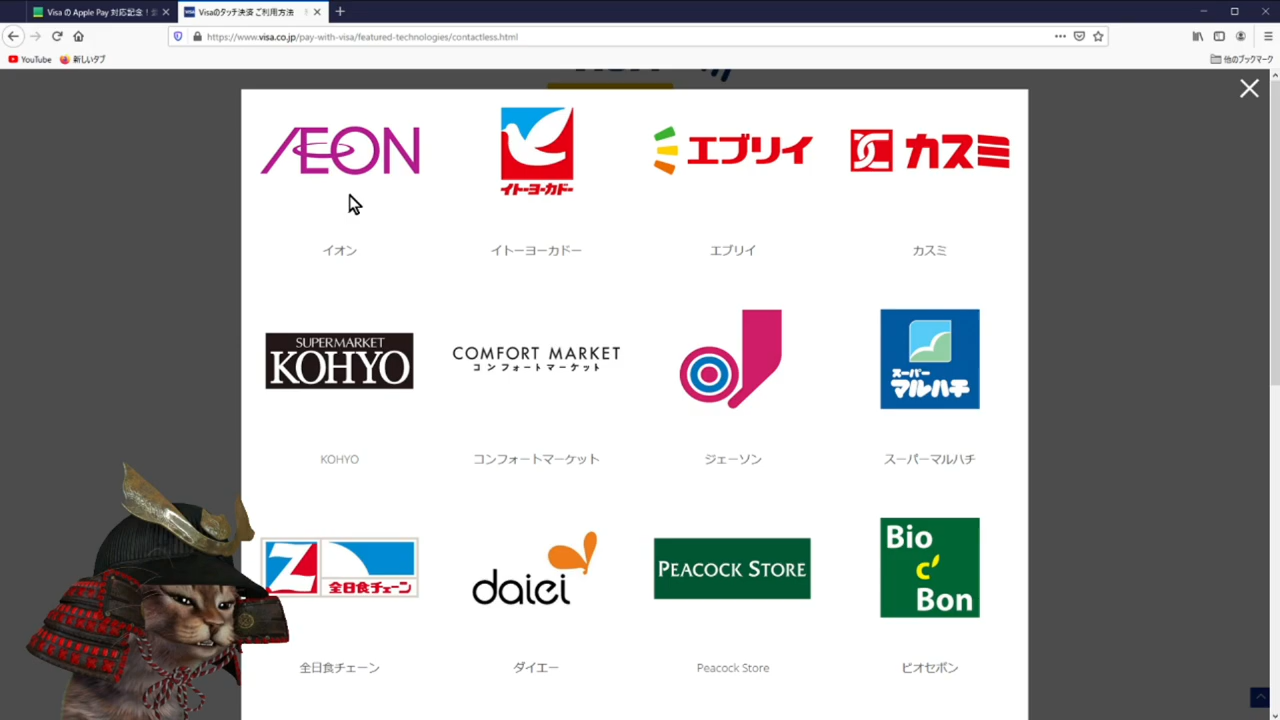 Visa の Apple Pay 対応記念！
Visaのタッチ決済 ご利用方法
https://www.visa.co.jp/pay-with-visa/featured-technologies/contactless.html
YouTube
新しいタブ
他のブックマーク
ÆON
イトーヨーカドー
エブリイ
カスミ
イオン
イトーヨーカドー
エブリイ
カスミ
SUPERMARKET
KOHYO
COMFORT MARKET
コンフォートマーケット
スーパー
マルハチ
KOHYO
コンフォートマーケット
ジェーソン
スーパーマルハチ
Z
全日食チェーン
daiei
PEACOCK STORE
Bio
c'
Bon
全日食チェーン
ダイエー
Peacock Store
ビオセボン